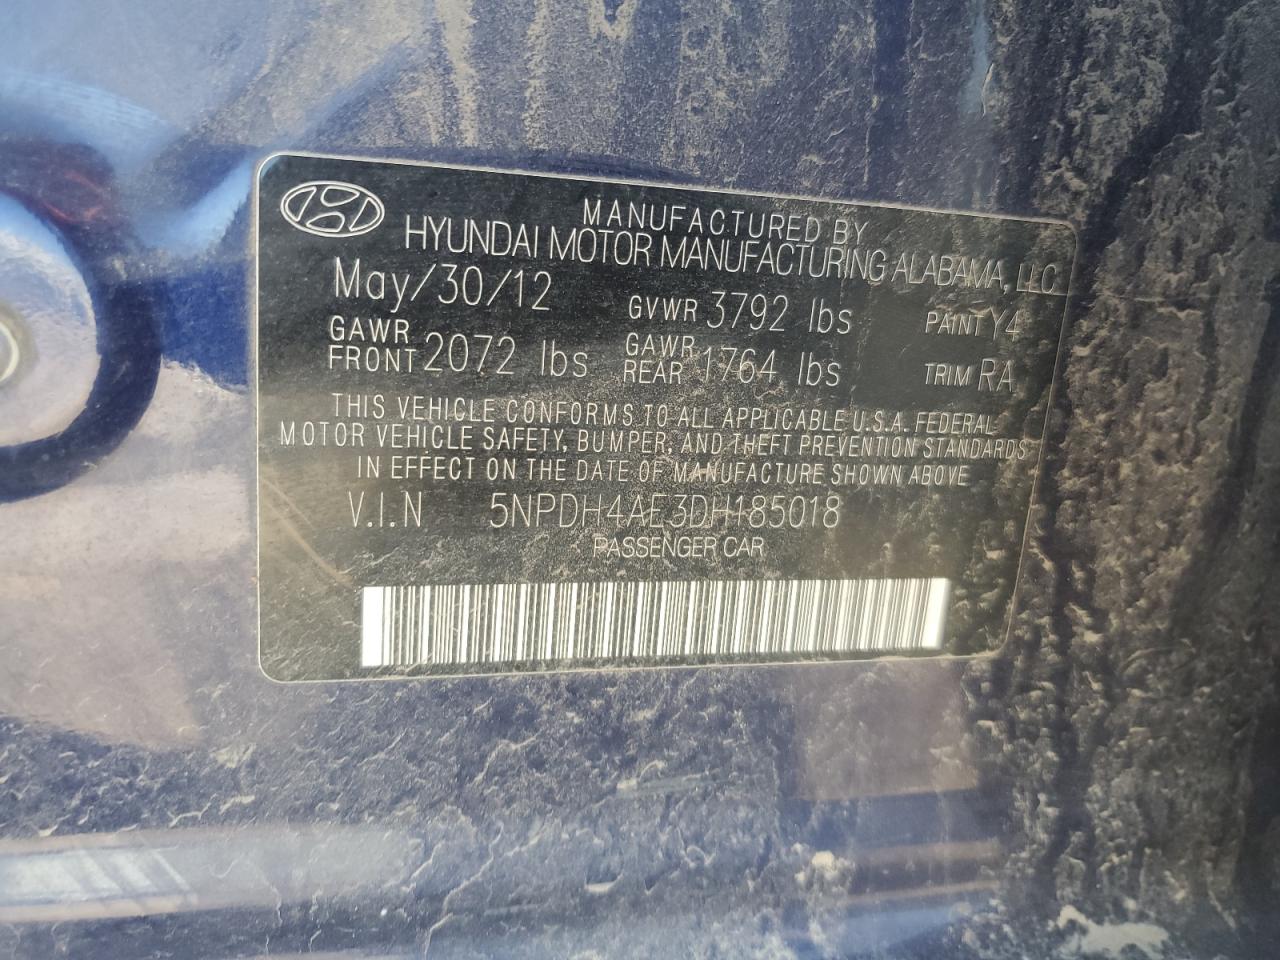 MANUFACTURED BY
HYUNDAI MOTOR MANUFACTURING ALABAMA, LLC
May/30/12 GVWR 3792 lbs PAINT Y4
GAWR FRONT 2072 lbs GAWR REAR 1764 lbs TRIM RA
THIS VEHICLE CONFORMS TO ALL APPLICABLE U.S.A. FEDERAL
MOTOR VEHICLE SAFETY, BUMPER, AND THEFT PREVENTION STANDARDS
IN EFFECT ON THE DATE OF MANUFACTURE SHOWN ABOVE
V.I.N 5NPDH4AE3DH185018
PASSENGER CAR